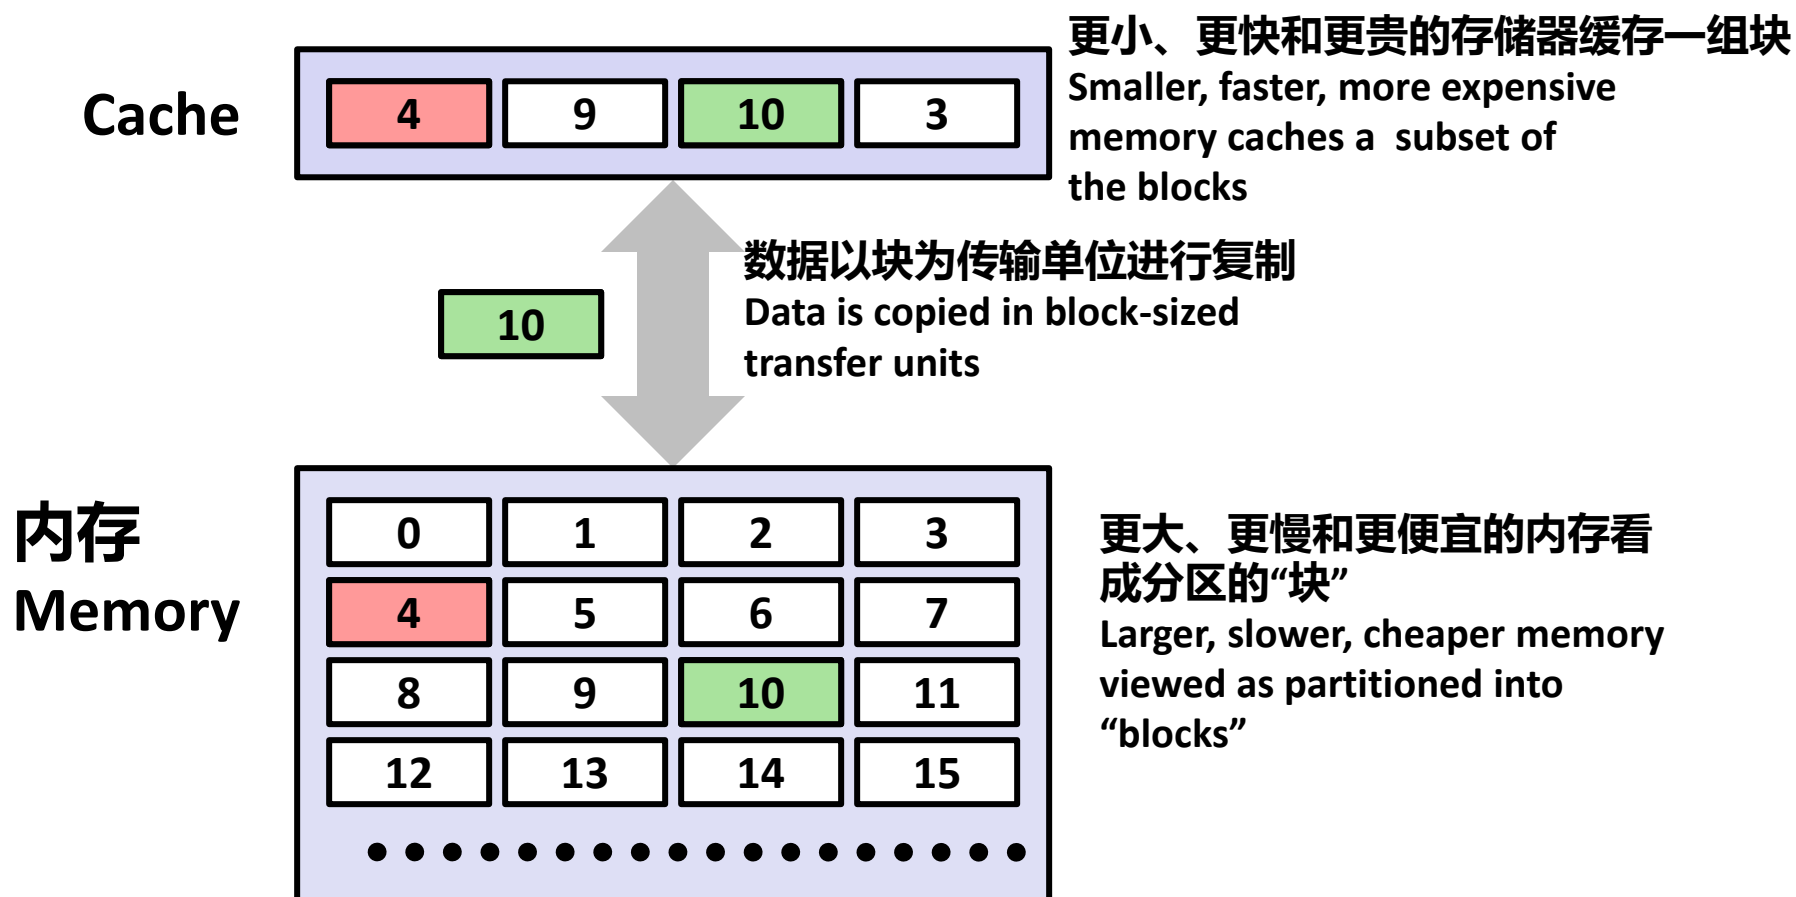 更小、更快和更贵的存储器缓存一组块
Smaller, faster, more expensive
memory caches a subset of
the blocks
Cache
4 9 10 3
数据以块为传输单位进行复制
Data is copied in block-sized
transfer units
10
内存
Memory
0 1 2 3
4 5 6 7
8 9 10 11
12 13 14 15
更大、更慢和更便宜的内存看
成分区的“块”
Larger, slower, cheaper memory
viewed as partitioned into
“blocks”